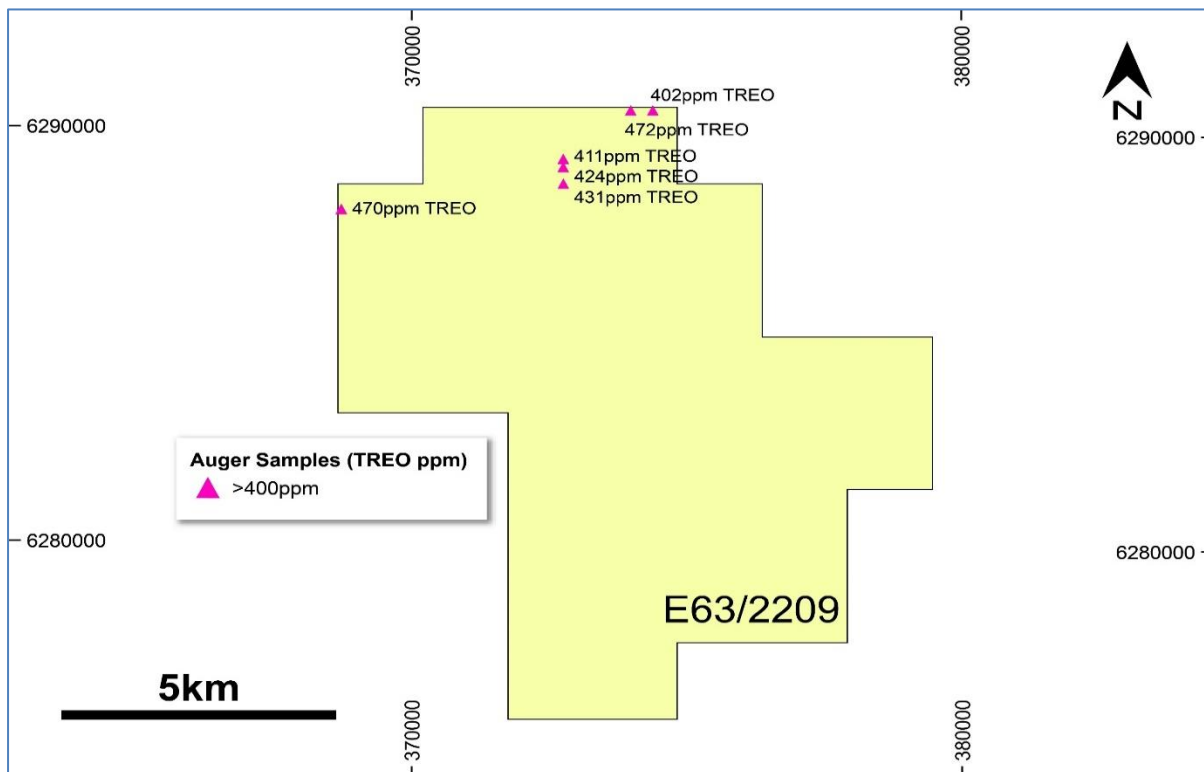 370000
380000
402ppm TREO
6290000
472ppm TREO
6290000
N
411ppm TREO
424ppm TREO
431ppm TREO
470ppm TREO
Auger Samples (TREO ppm)
>400ppm
6280000
6280000
E63/2209
5km
370000
380000